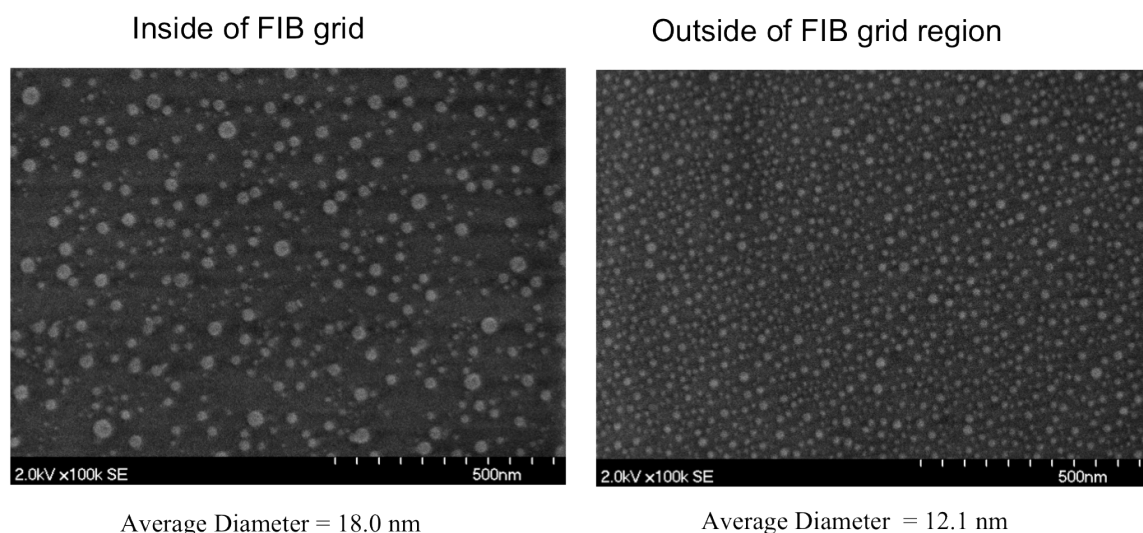 Inside of FIB grid
Outside of FIB grid region
2.0kV x100k SE
500nm
2.0kV x100k SE
500nm
Average Diameter = 18.0 nm
Average Diameter = 12.1 nm